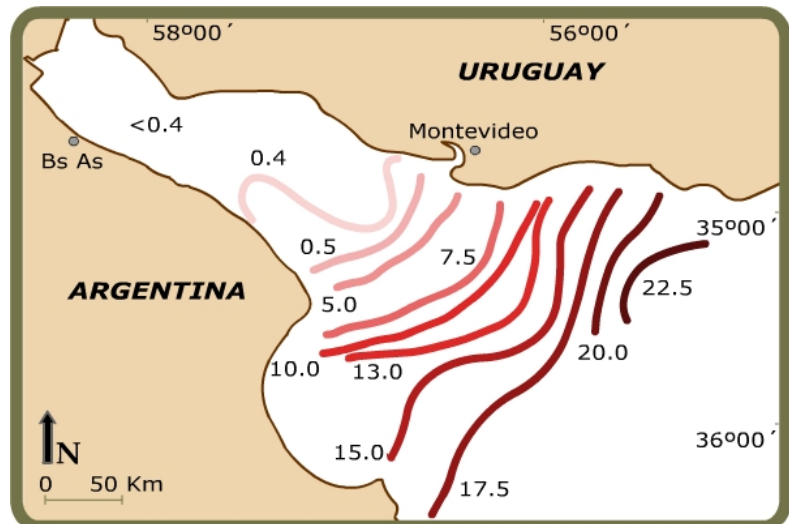 58º00´
56º00´
URUGUAY
<0.4
Montevideo
Bs As
0.4
35º00´
0.5
7.5
ARGENTINA
22.5
5.0
20.0
10.0
13.0
36º00´
N
15.0
0 50 Km
17.5